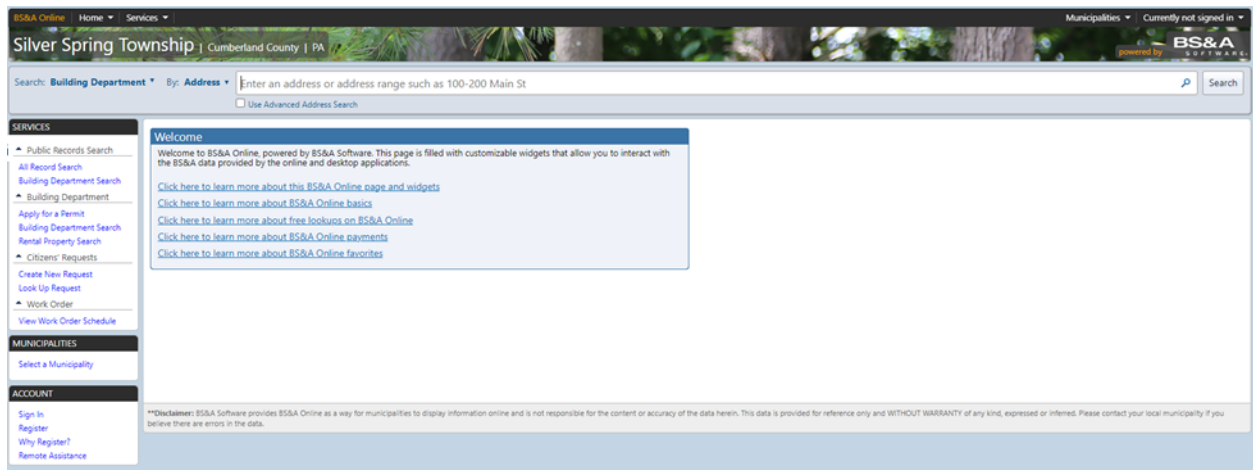 BS&A Online Home Services Municipalities Currently not signed in
Silver Spring Township | Cumberland County | PA
powered by BS&A SOFTWARE
Search: Building Department By: Address Enter an address or address range such as 100-200 Main St Search
Use Advanced Address Search
SERVICES
Public Records Search
All Record Search
Building Department Search
Building Department
Apply for a Permit
Building Department Search
Rental Property Search
Citizens' Requests
Create New Request
Look Up Request
Work Order
View Work Order Schedule
MUNICIPALITIES
Select a Municipality
ACCOUNT
Sign In
Register
Why Register?
Remote Assistance
Welcome
Welcome to BS&A Online, powered by BS&A Software. This page is filled with customizable widgets that allow you to interact with
the BS&A data provided by the online and desktop applications.
Click here to learn more about this BS&A Online page and widgets
Click here to learn more about BS&A Online basics
Click here to learn more about free lookups on BS&A Online
Click here to learn more about BS&A Online payments
Click here to learn more about BS&A Online favorites
**Disclaimer: BS&A Software provides BS&A Online as a way for municipalities to display information online and is not responsible for the content or accuracy of the data herein. This data is provided for reference only and WITHOUT WARRANTY of any kind, expressed or inferred. Please contact your local municipality if you
believe there are errors in the data.